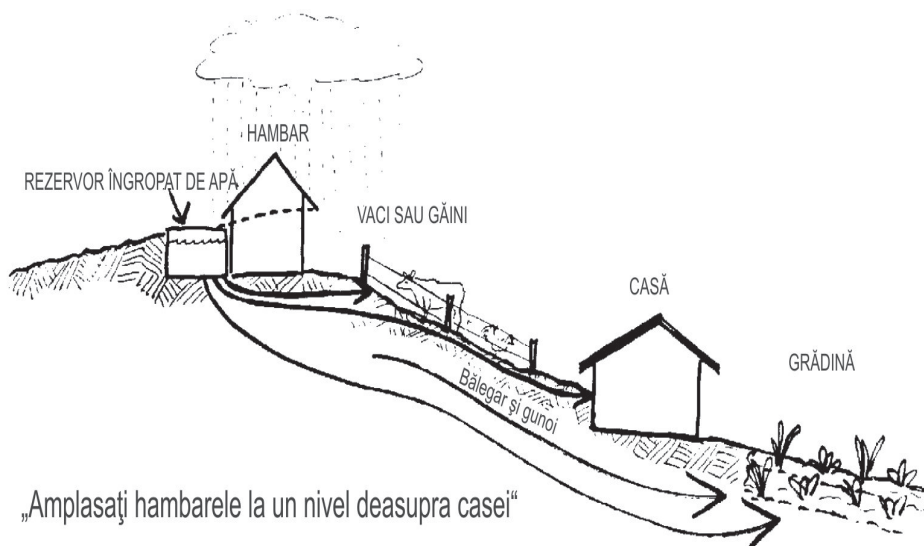 HAMBAR
REZERVOR ÎNGROPAT DE APĂ
VACI SAU GĂINI
CASĂ
GRĂDINĂ
Bălegar şi gunoi
„Amplasaţi hambarele la un nivel deasupra casei“